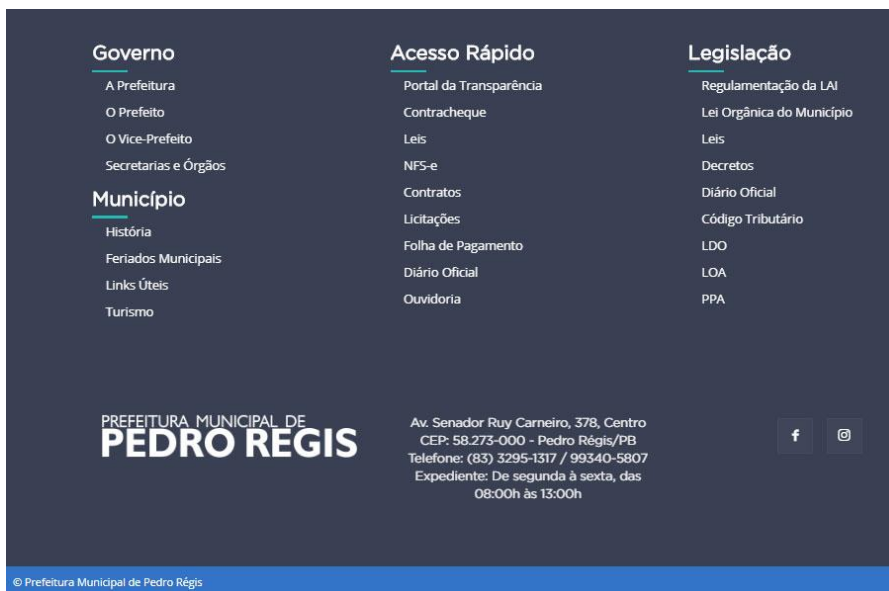 Governo
A Prefeitura
O Prefeito
O Vice-Prefeito
Secretarias e Órgãos
Município
História
Feriados Municipais
Links Úteis
Turismo
Acesso Rápido
Portal da Transparência
Contracheque
Leis
NFS-e
Contratos
Licitações
Folha de Pagamento
Diário Oficial
Ouvidoria
Legislação
Regulamentação da LAI
Lei Orgânica do Município
Leis
Decretos
Diário Oficial
Código Tributário
LDO
LOA
PPA
PREFEITURA MUNICIPAL DE
PEDRO RÉGIS
Av. Senador Ruy Carneiro, 378, Centro
CEP: 58.273-000 - Pedro Régis/PB
Telefone: (83) 3295-1317 / 99340-5807
Expediente: De segunda à sexta, das
08:00h às 13:00h
© Prefeitura Municipal de Pedro Régis